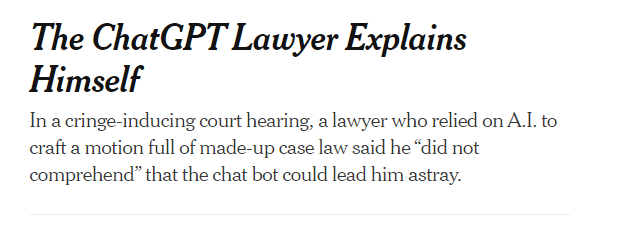 The ChatGPT Lawyer Explains
Himself
In a cringe-inducing court hearing, a lawyer who relied on A.I. to
craft a motion full of made-up case law said he “did not
comprehend” that the chat bot could lead him astray.